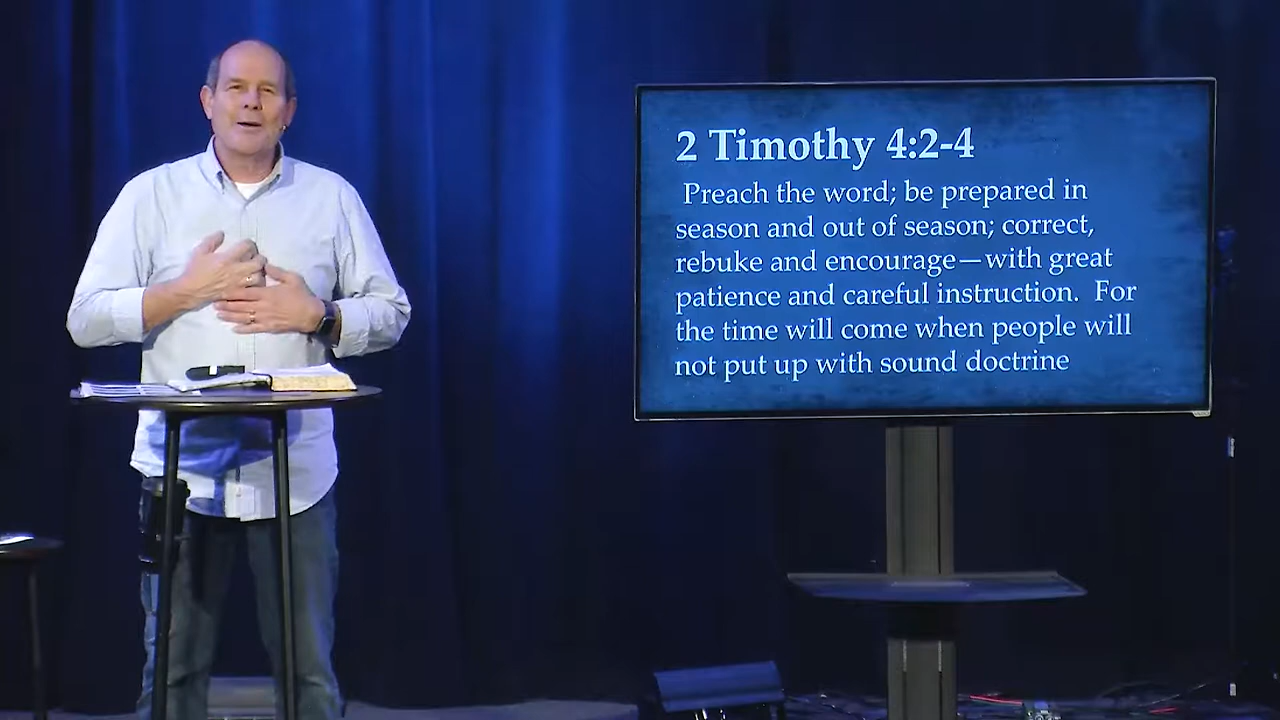 2 Timothy 4:2-4
Preach the word; be prepared in
season and out of season; correct,
rebuke and encourage—with great
patience and careful instruction.  For
the time will come when people will
not put up with sound doctrine